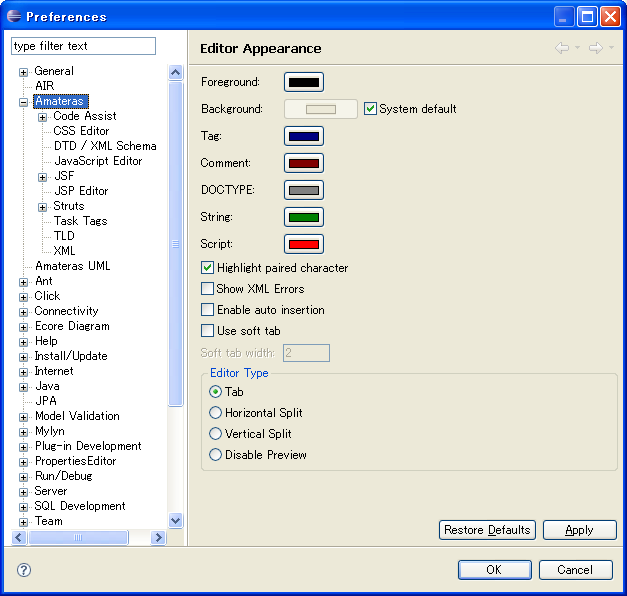 Preferences
type filter text
General
AIR
Amateras
Code Assist
CSS Editor
DTD / XML Schema
JavaScript Editor
JSF
JSP Editor
Struts
Task Tags
TLD
XML
Amateras UML
Ant
Click
Connectivity
Ecore Diagram
Help
Install/Update
Internet
Java
JPA
Model Validation
Mylyn
Plug-in Development
PropertiesEditor
Run/Debug
Server
SQL Development
Team
Editor Appearance
Foreground:
Background: System default
Tag:
Comment:
DOCTYPE:
String:
Script:
Highlight paired character
Show XML Errors
Enable auto insertion
Use soft tab
Soft tab width: 2
Editor Type
Tab
Horizontal Split
Vertical Split
Disable Preview
Restore Defaults Apply
? OK Cancel